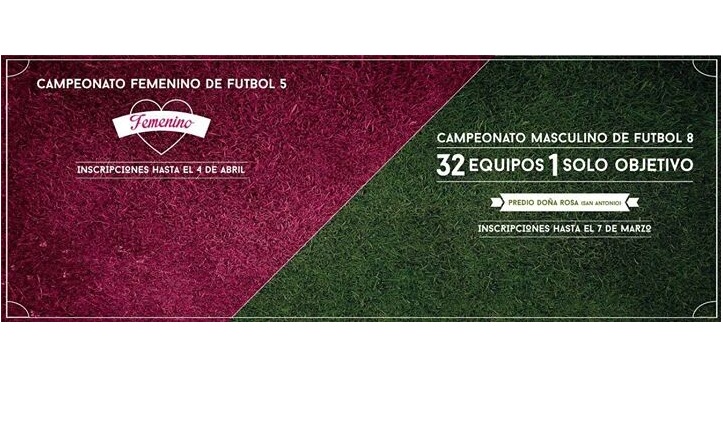 CAMPEONATO FEMENINO DE FUTBOL 5
Femenino
INSCRIPCIONES HASTA EL 4 DE ABRIL
CAMPEONATO MASCULINO DE FUTBOL 8
32 EQUIPOS 1 SOLO OBJETIVO
PREDIO DOÑA ROSA (SAN ANTONIO)
INSCRIPCIONES HASTA EL 7 DE MARZO